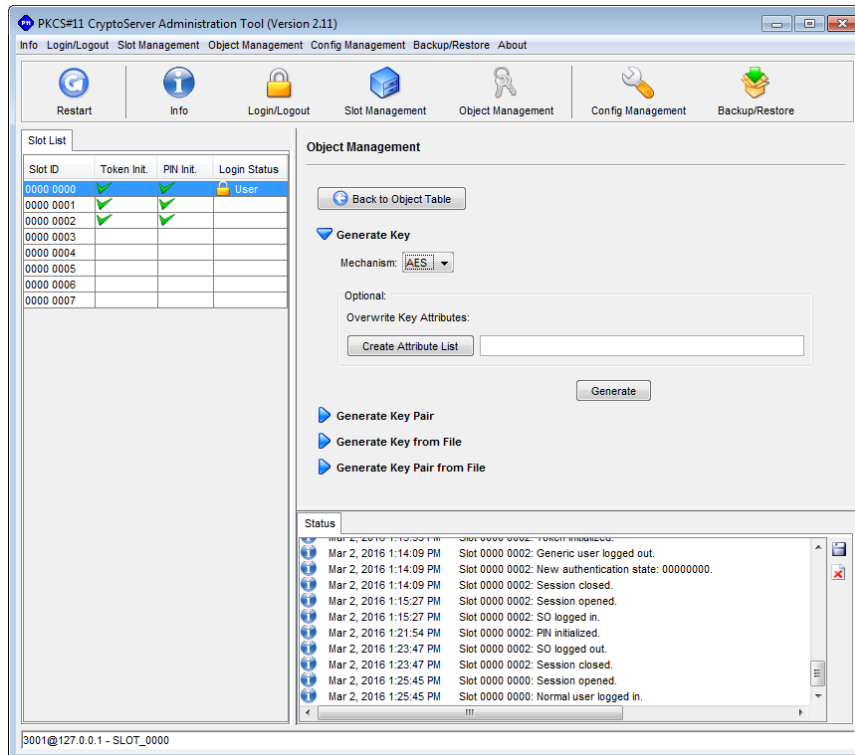 PKCS#11 CryptoServer Administration Tool (Version 2.11)
Info Login/Logout Slot Management Object Management Config Management Backup/Restore About
Restart Info Login/Logout Slot Management Object Management Config Management Backup/Restore
Slot List
Slot ID Token Init. PIN Init. Login Status
0000 0000 User
0000 0001
0000 0002
0000 0003
0000 0004
0000 0005
0000 0006
0000 0007
Object Management
Back to Object Table
Generate Key
Mechanism: AES
Optional:
Overwrite Key Attributes:
Create Attribute List
Generate
Generate Key Pair
Generate Key from File
Generate Key Pair from File
Status
Slot 0000 0002: Token initialized.
Mar 2, 2016 1:14:09 PM Slot 0000 0002: Generic user logged out.
Mar 2, 2016 1:14:09 PM Slot 0000 0002: New authentication state: 00000000.
Mar 2, 2016 1:14:09 PM Slot 0000 0002: Session closed.
Mar 2, 2016 1:15:27 PM Slot 0000 0002: Session opened.
Mar 2, 2016 1:15:27 PM Slot 0000 0002: SO logged in.
Mar 2, 2016 1:21:54 PM Slot 0000 0002: PIN initialized.
Mar 2, 2016 1:23:47 PM Slot 0000 0002: SO logged out.
Mar 2, 2016 1:23:47 PM Slot 0000 0002: Session closed.
Mar 2, 2016 1:25:45 PM Slot 0000 0000: Session opened.
Mar 2, 2016 1:25:45 PM Slot 0000 0000: Normal user logged in.
3001@127.0.0.1 - SLOT_0000